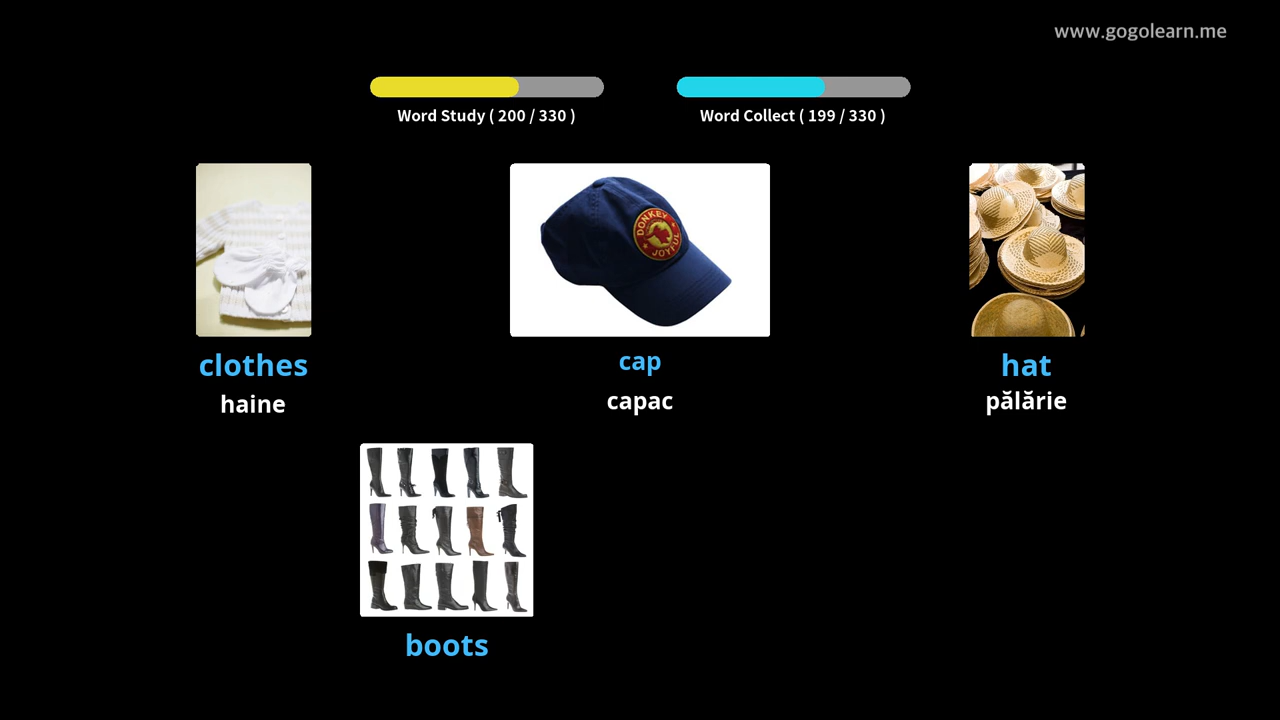 www.gogolearn.me
Word Study ( 200 / 330 )
Word Collect ( 199 / 330 )
DONKEY
JOYFUL
clothes
haine
cap
capac
hat
pălărie
boots